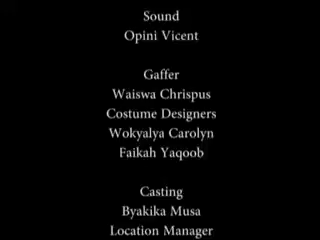 Sound
Opini Vicent
Gaffer
Waiswa Chrispus
Costume Designers
Wokyalya Carolyn
Faikah Yaqoob
Casting
Byakika Musa
Location Manager